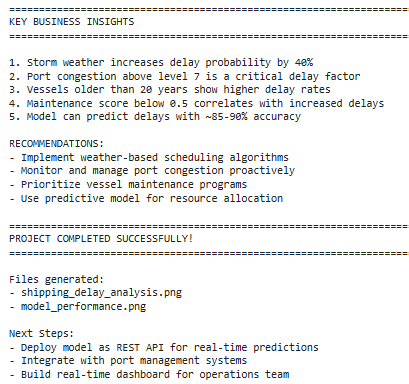 ================================================================
KEY BUSINESS INSIGHTS
================================================================
1. Storm weather increases delay probability by 40%
2. Port congestion above level 7 is a critical delay factor
3. Vessels older than 20 years show higher delay rates
4. Maintenance score below 0.5 correlates with increased delays
5. Model can predict delays with ~85-90% accuracy
RECOMMENDATIONS:
- Implement weather-based scheduling algorithms
- Monitor and manage port congestion proactively
- Prioritize vessel maintenance programs
- Use predictive model for resource allocation
================================================================
PROJECT COMPLETED SUCCESSFULLY!
================================================================
Files generated:
- shipping_delay_analysis.png
- model_performance.png
Next Steps:
- Deploy model as REST API for real-time predictions
- Integrate with port management systems
- Build real-time dashboard for operations team